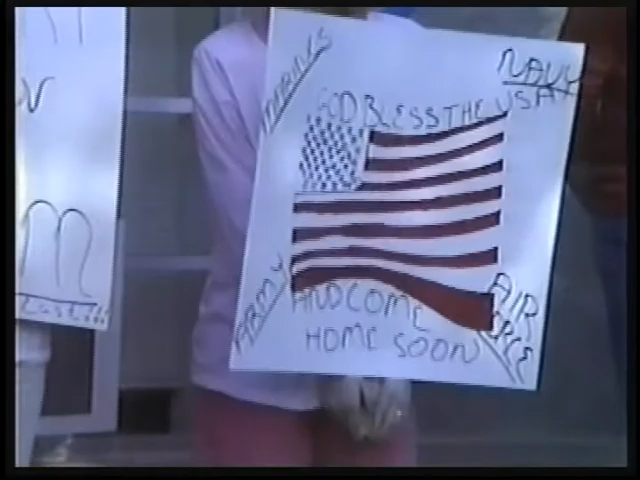 MARINES
NAVY
GOD BLESS THE USA
ARMY
AIR
FORCE
AND COME
HOME SOON
M